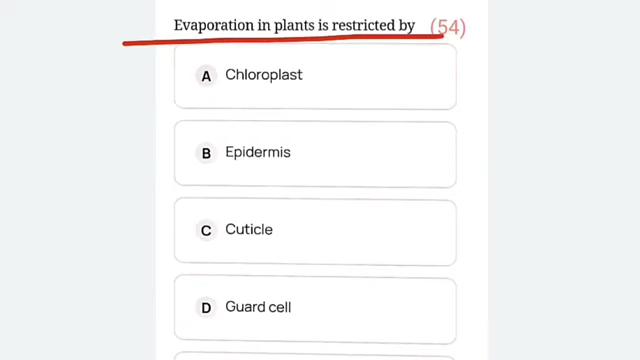 Evaporation in plants is restricted by (54)
A Chloroplast
B Epidermis
C Cuticle
D Guard cell